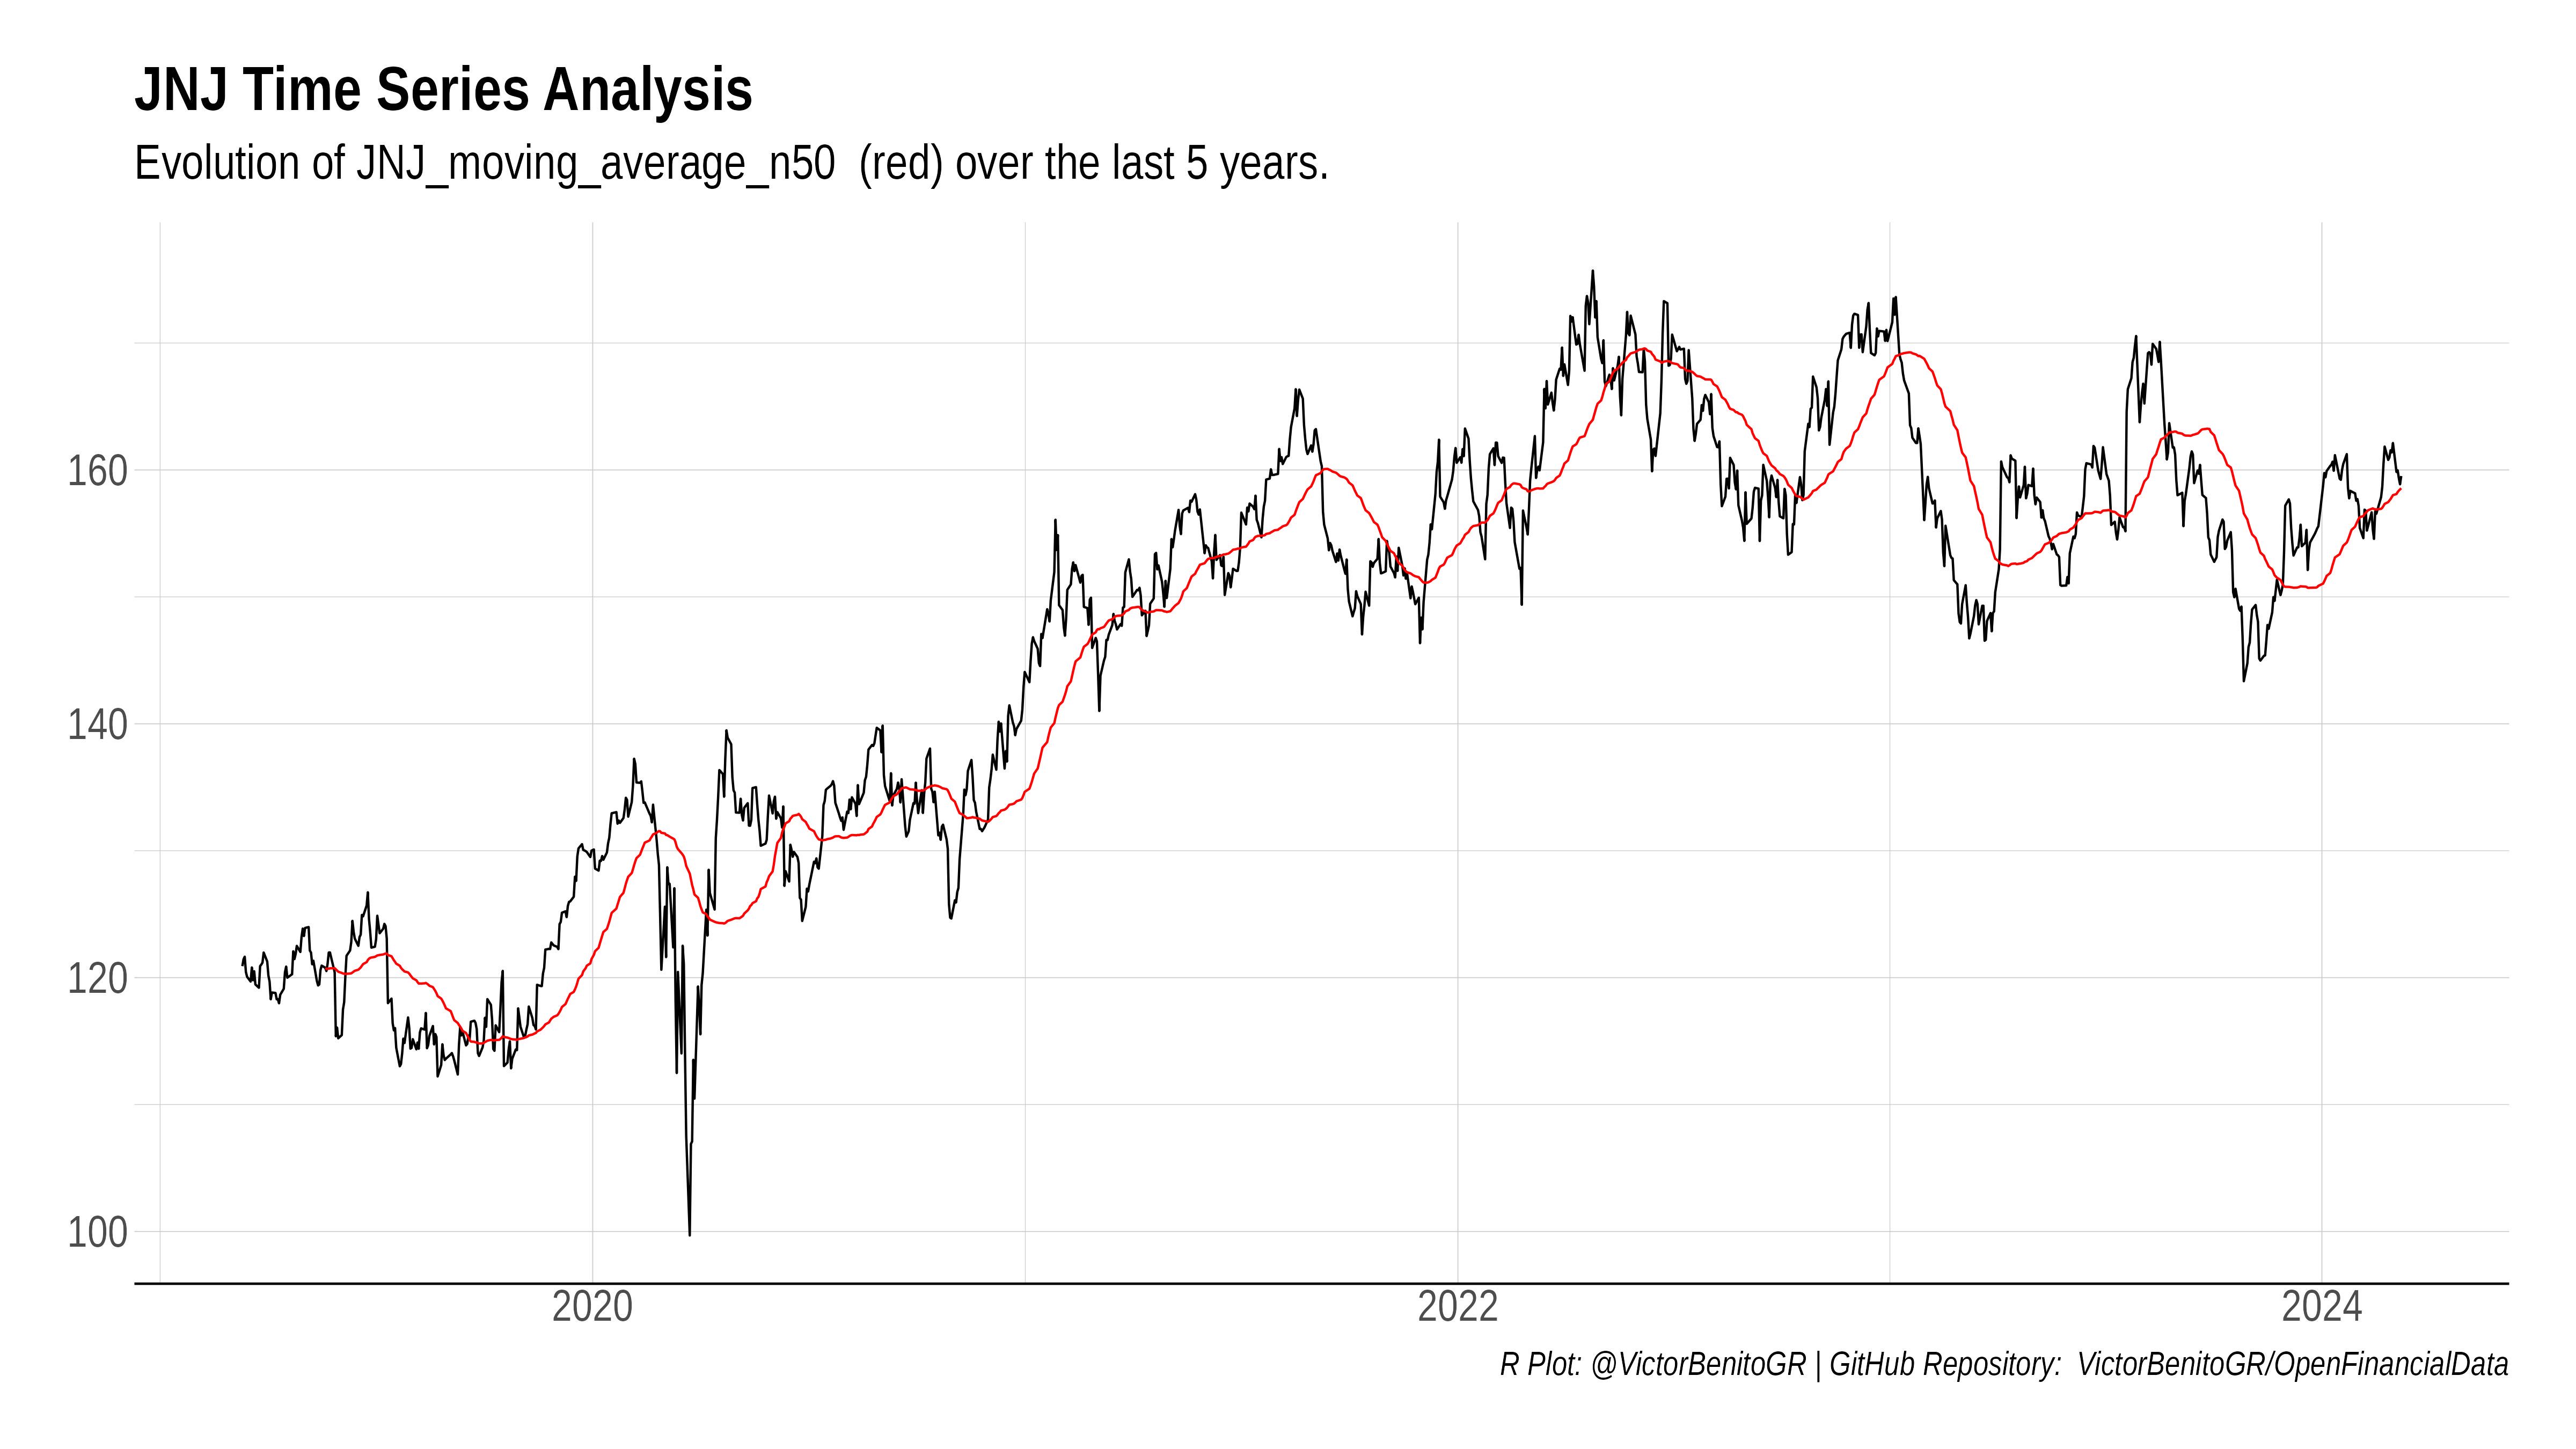 JNJ Time Series Analysis
Evolution of JNJ_moving_average_n50  (red) over the last 5 years.
160
140
120
100
2020
2022
2024
R Plot: @VictorBenitoGR | GitHub Repository:  VictorBenitoGR/OpenFinancialData